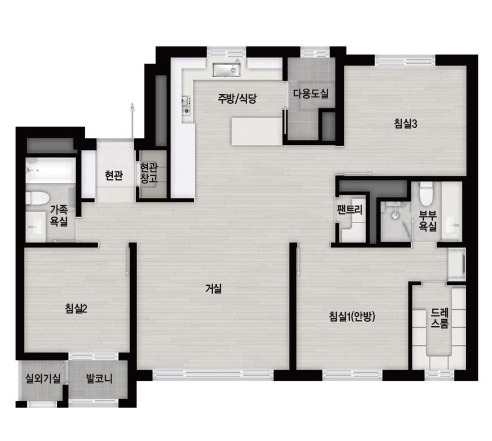 주방/식당
다용도실
침실3
현관
현관
창고
가족
욕실
팬트리
부부
욕실
침실2
거실
침실1(안방)
드레
스룸
실외기실
발코니